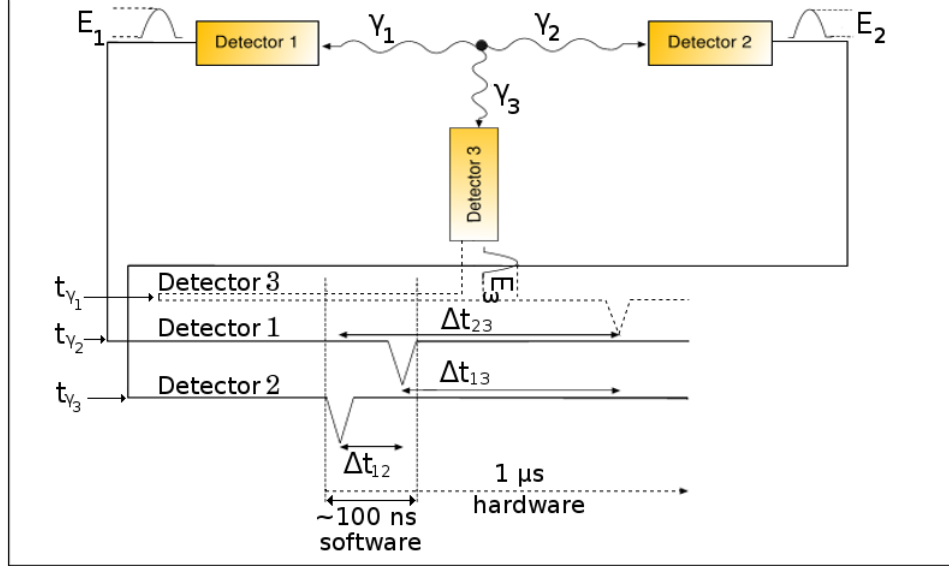 E₁
Detector 1
γ₁
γ₂
Detector 2
E₂
γ₃
Detector 3
E₃
tγ₁
Detector 3
tγ₂
Detector 1
Δt₂₃
Δt₁₃
tγ₃
Detector 2
Δt₁₂
1 μs
hardware
~100 ns
software